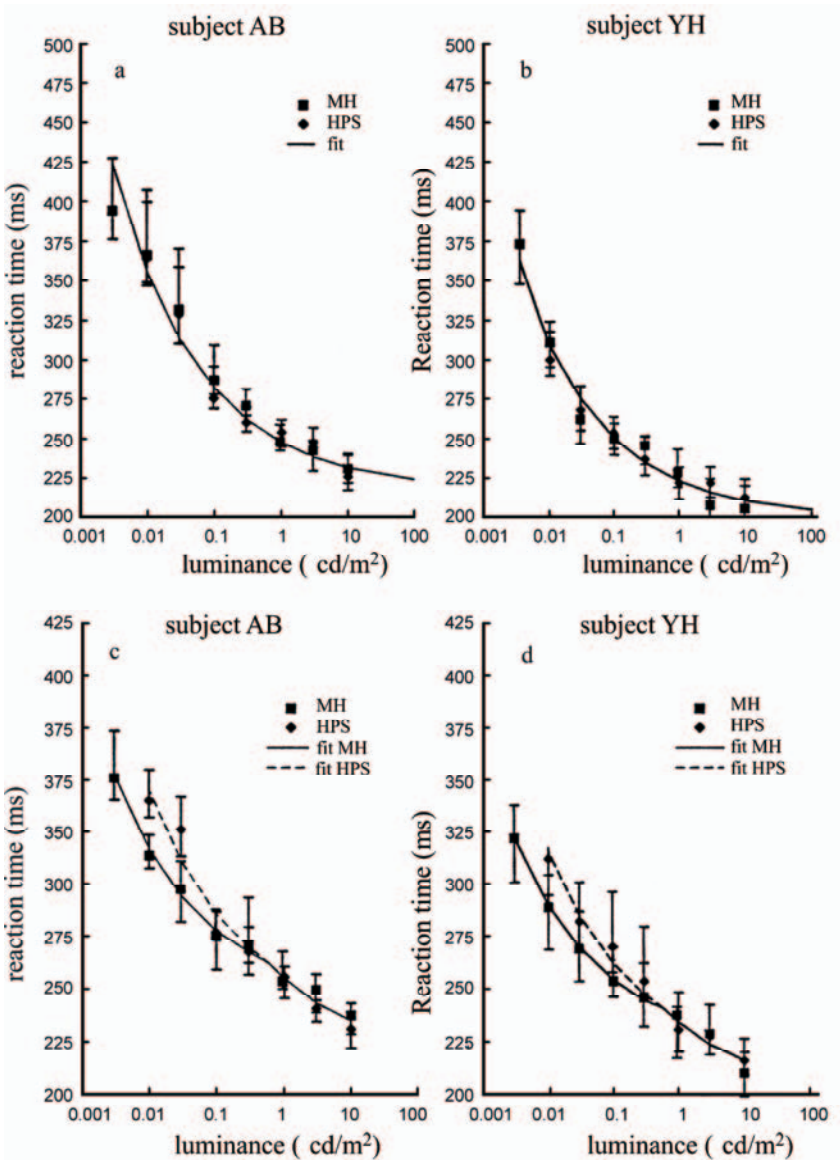 subject AB
a
500
475
450
425
400
375
350
325
300
275
250
225
200
reaction time (ms)
MH
HPS
fit
0.001 0.01 0.1 1 10 100
luminance ( cd/m²)
subject YH
b
500
475
450
425
400
375
350
325
300
275
250
225
200
Reaction time (ms)
MH
HPS
fit
0.001 0.01 0.1 1 10 100
luminance ( cd/m²)
subject AB
c
425
400
375
375
350
300
275
250
225
200
reaction time (ms)
MH
HPS
fit MH
fit HPS
0.001 0.01 0.1 1 10 100
luminance ( cd/m²)
subject YH
d
425
400
375
350
325
300
275
250
225
200
Reaction time (ms)
MH
HPS
fit MH
fit HPS
0.001 0.01 0.1 1 10 100
luminance ( cd/m²)